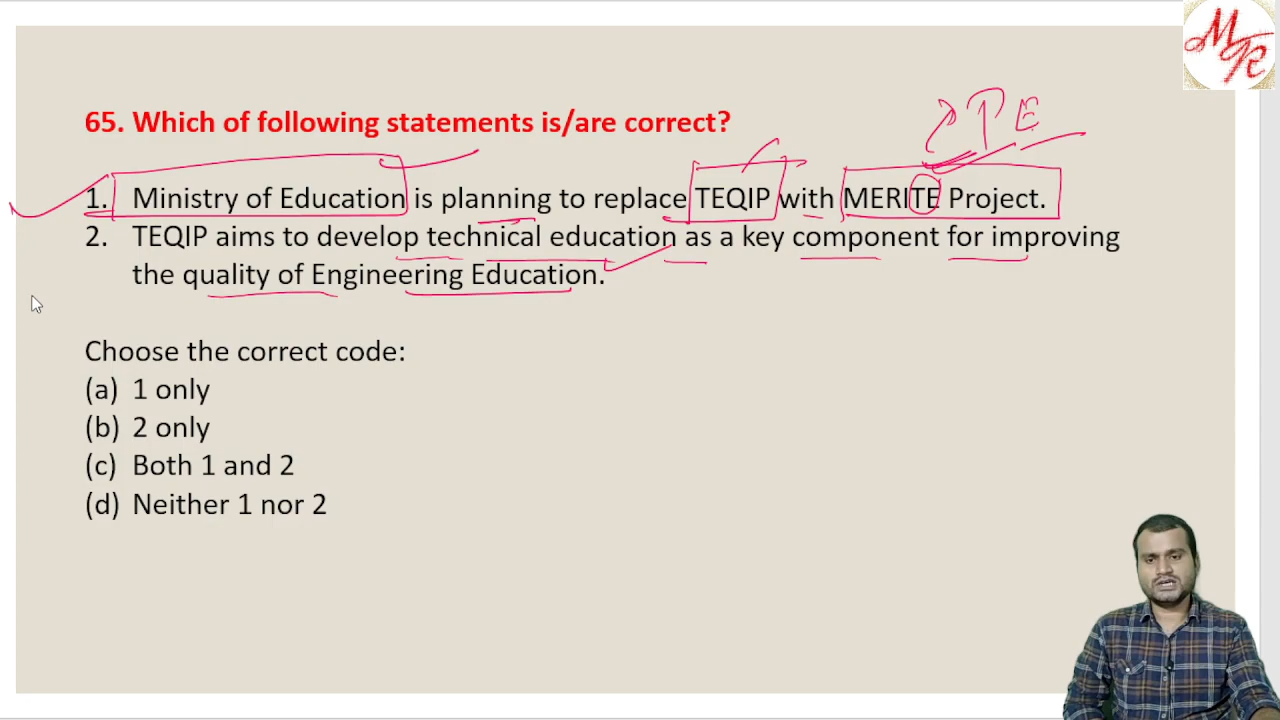 MR
65. Which of following statements is/are correct?
TE
1. Ministry of Education is planning to replace TEQIP with MERITE Project.
2. TEQIP aims to develop technical education as a key component for improving
the quality of Engineering Education.
Choose the correct code:
(a) 1 only
(b) 2 only
(c) Both 1 and 2
(d) Neither 1 nor 2